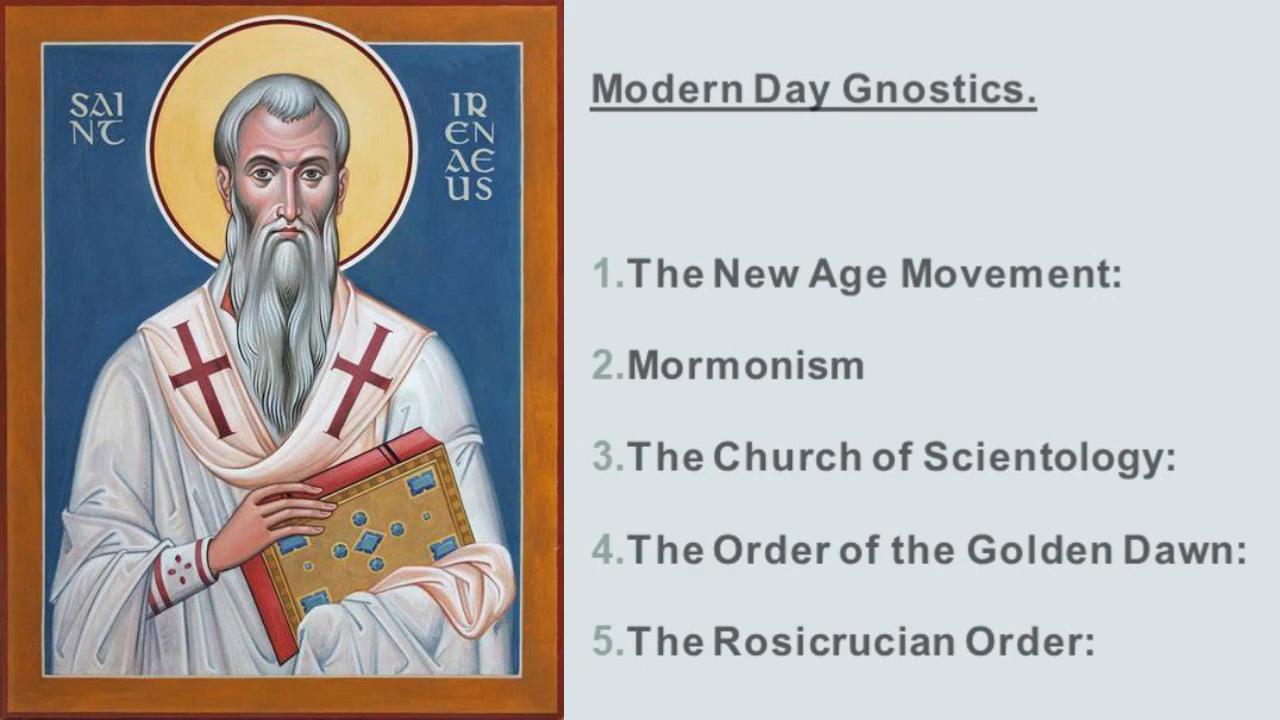 SAI
NT
IR
EN
AE
US
Modern Day Gnostics.
1.The New Age Movement:
2.Mormonism
3.The Church of Scientology:
4.The Order of the Golden Dawn:
5.The Rosicrucian Order: